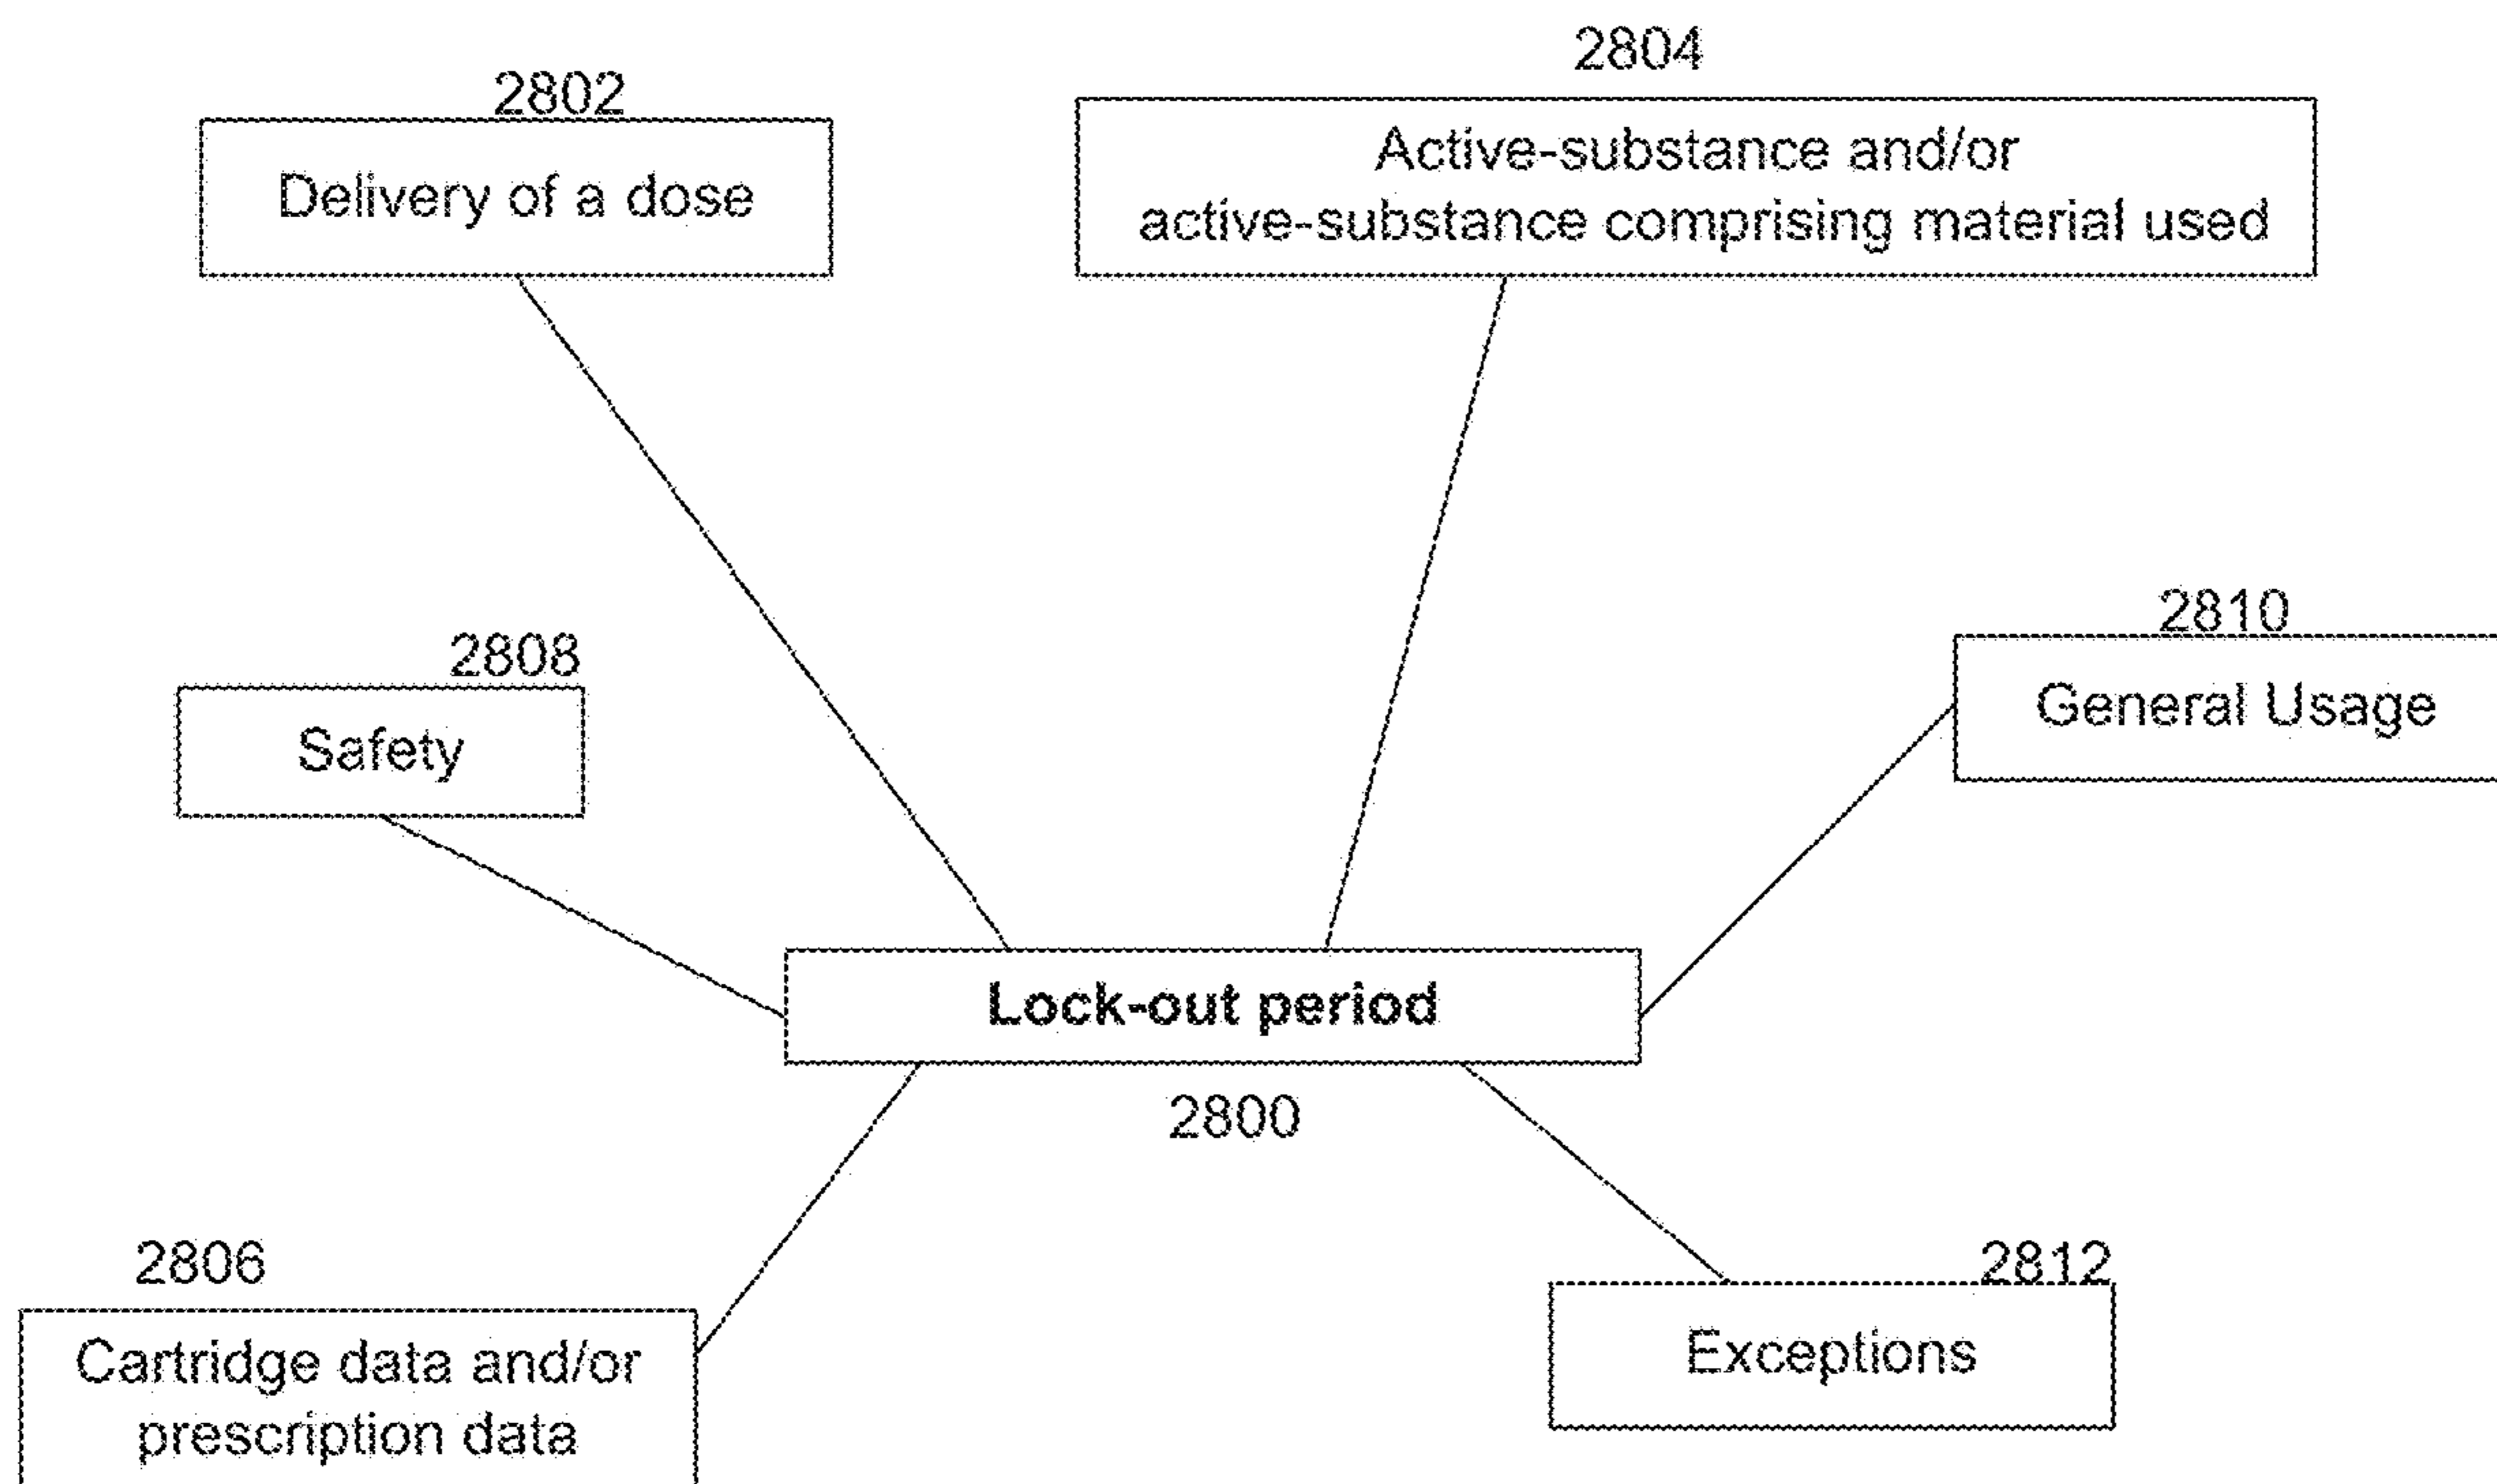 2804
2802
Active-substance and/or
active-substance comprising material used
Delivery of a dose
2810
2808
General Usage
Safety
Lock-out period
2800
2806
2812
Cartridge data and/or
prescription data
Exceptions